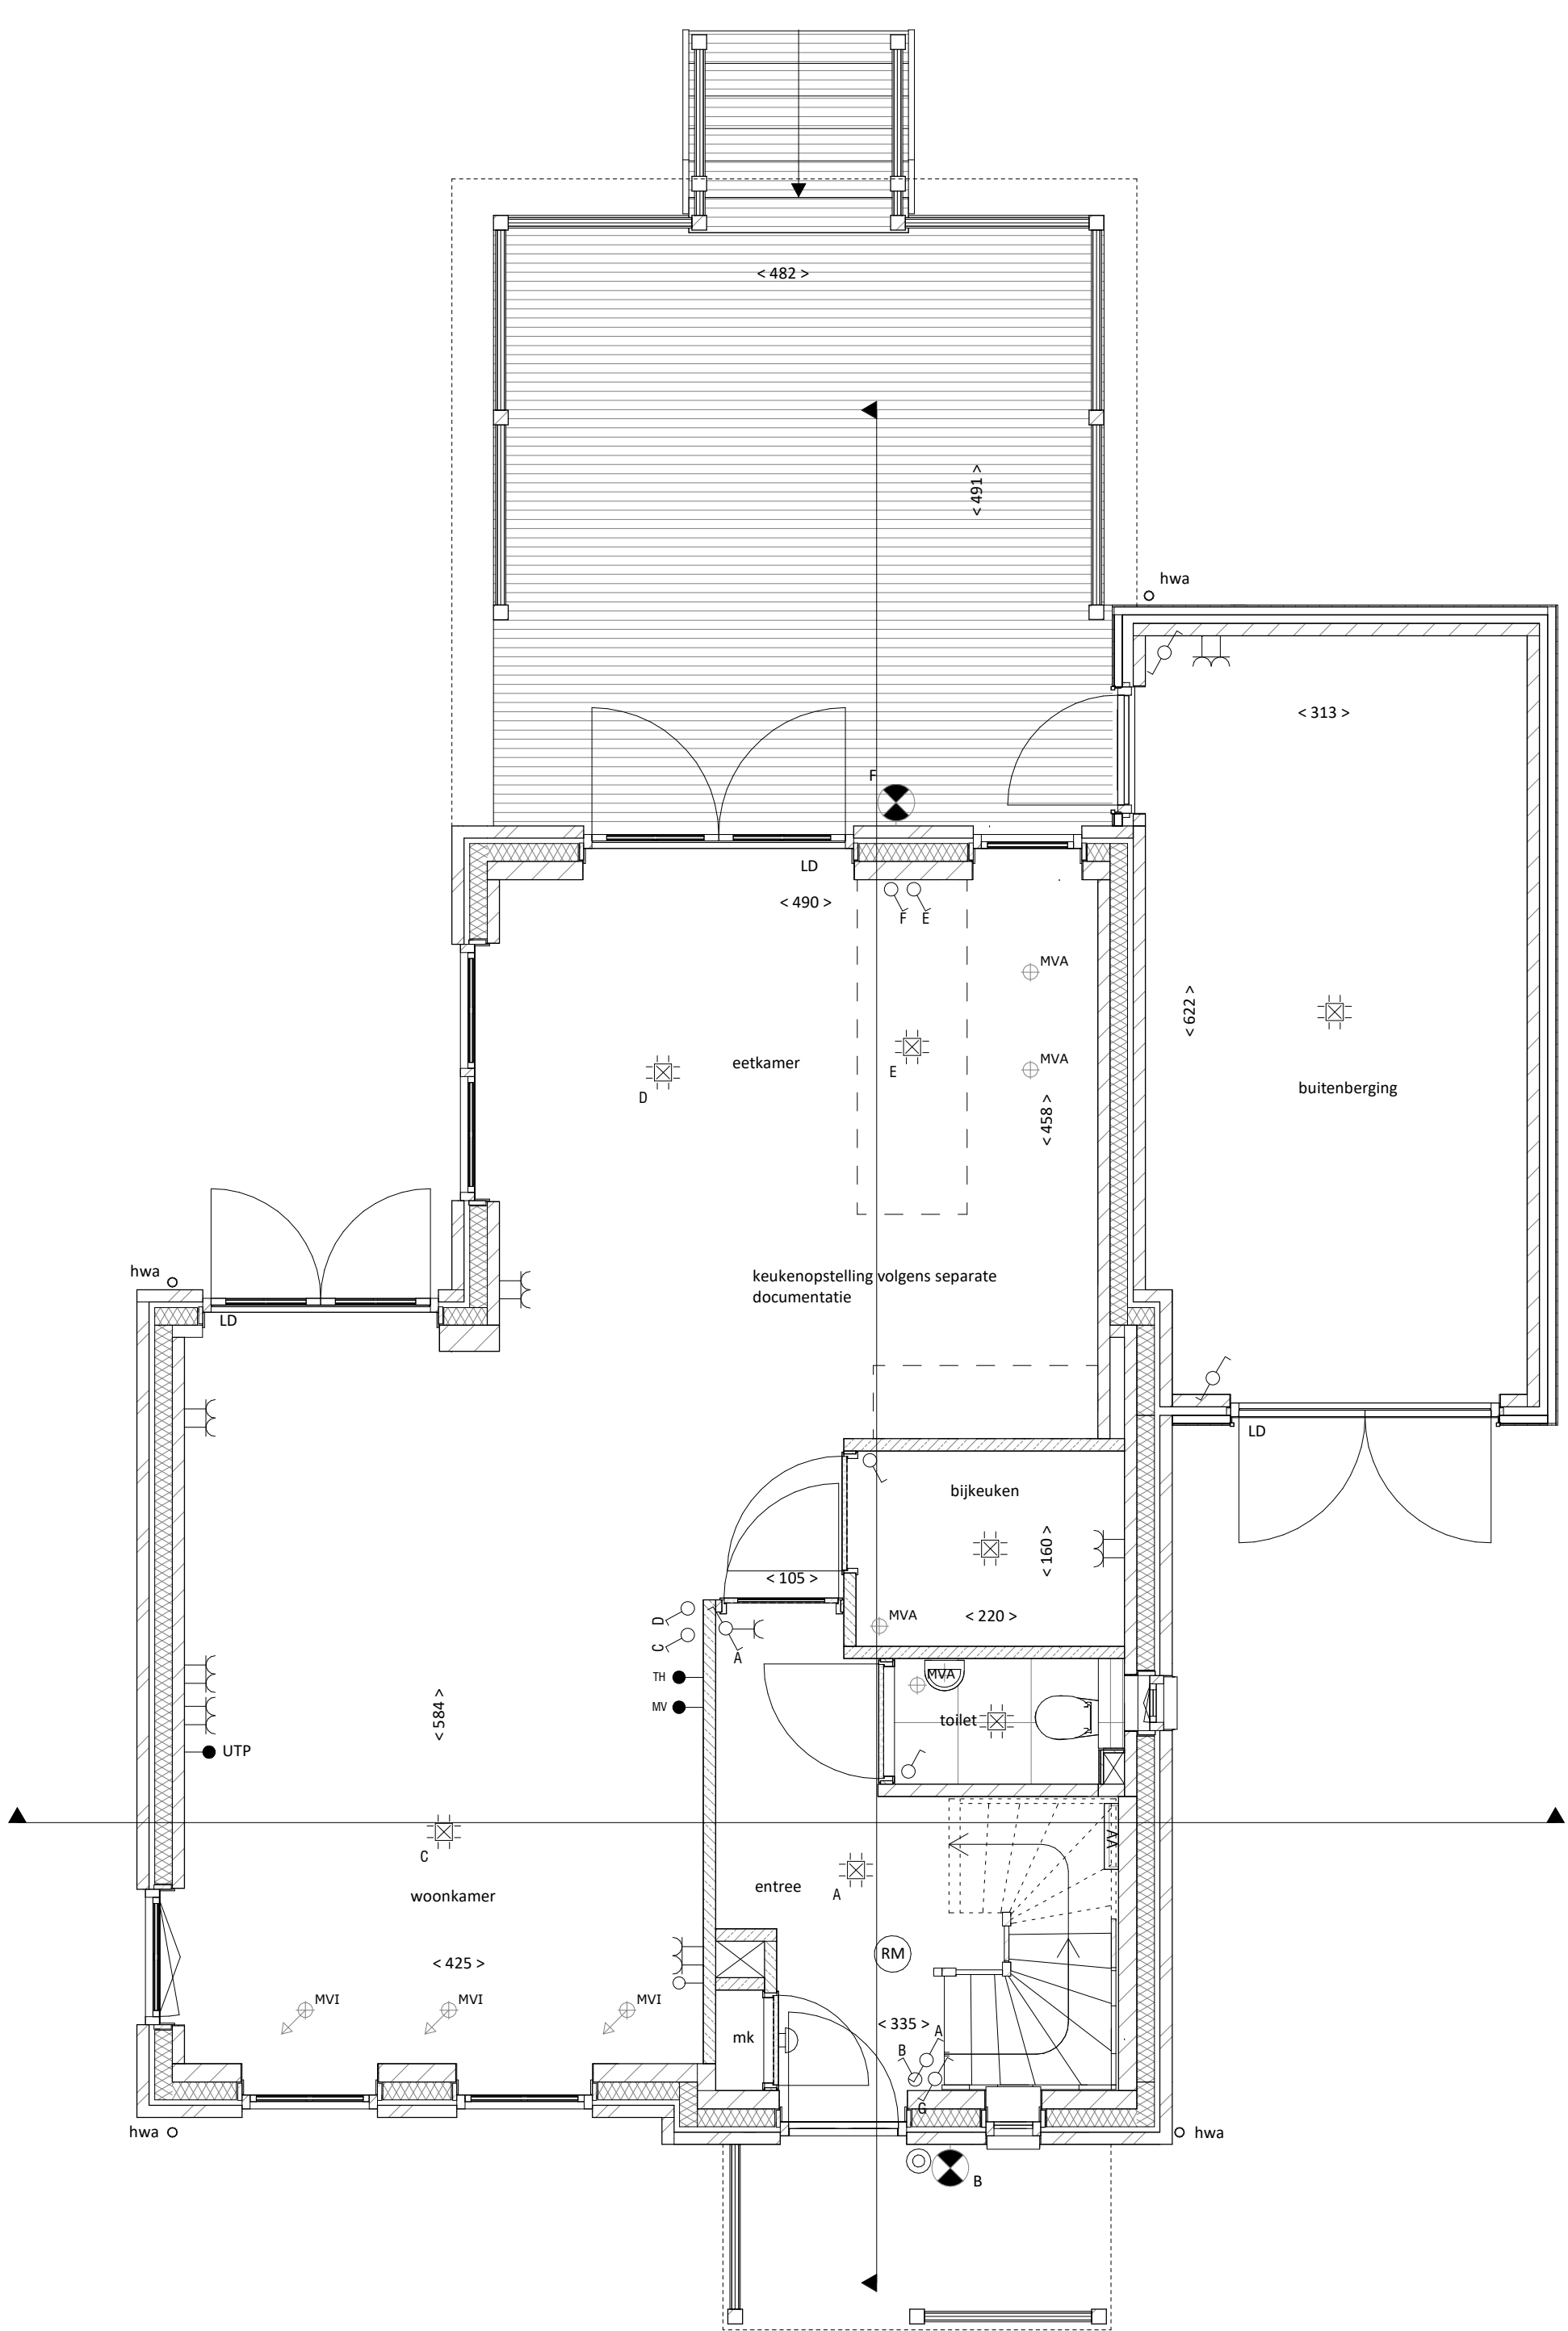 < 482 >
< 491 >
hwa
< 313 >
F
LD
< 490 >
F
E
MVA
< 622 >
E
MVA
eetkamer
D
buitenberging
< 458 >
hwa
keukenopstelling volgens separate
documentatie
LD
LD
bijkeuken
< 160 >
< 105 >
D
MVA
< 220 >
C
A
TH
MVA
MV
< 584 >
toilet
UTP
C
entree
A
woonkamer
RM
< 425 >
MVI
MVI
MVI
< 335 >
mk
A
B
G
hwa
hwa
B